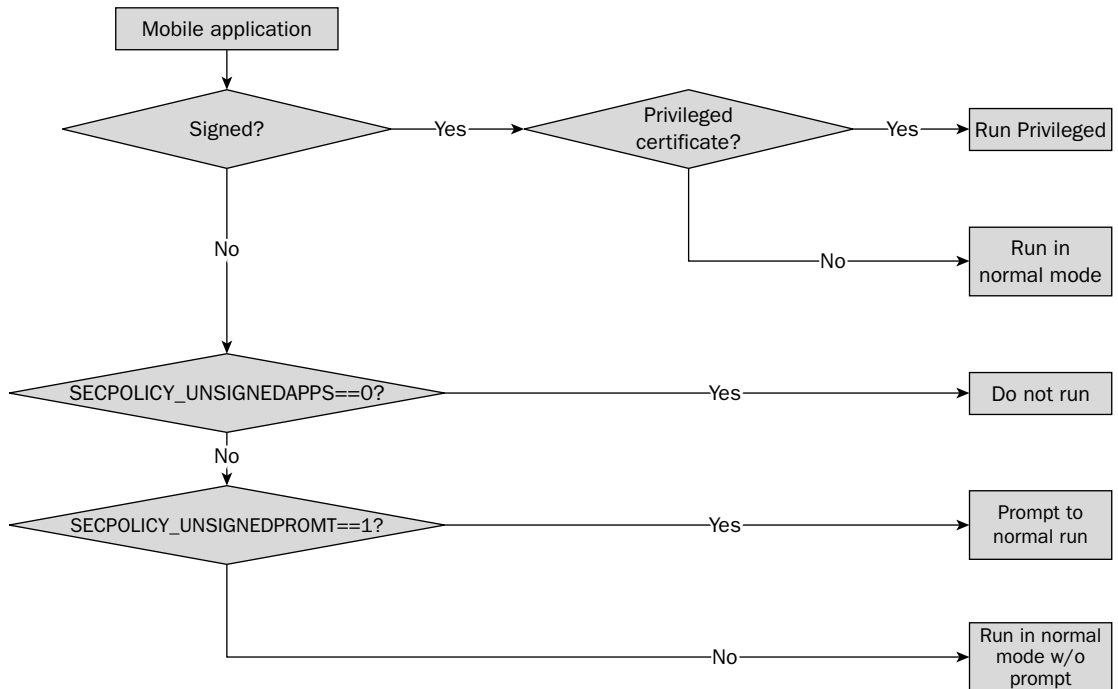 Mobile application
Signed?
Yes
Privileged
certificate?
Yes
Run Privileged
No
No
Run in
normal mode
SECPOLICY_UNSIGNEDAPPS==0?
Yes
Do not run
No
SECPOLICY_UNSIGNEDPROMT==1?
Yes
Prompt to
normal run
No
Run in normal
mode w/o
prompt